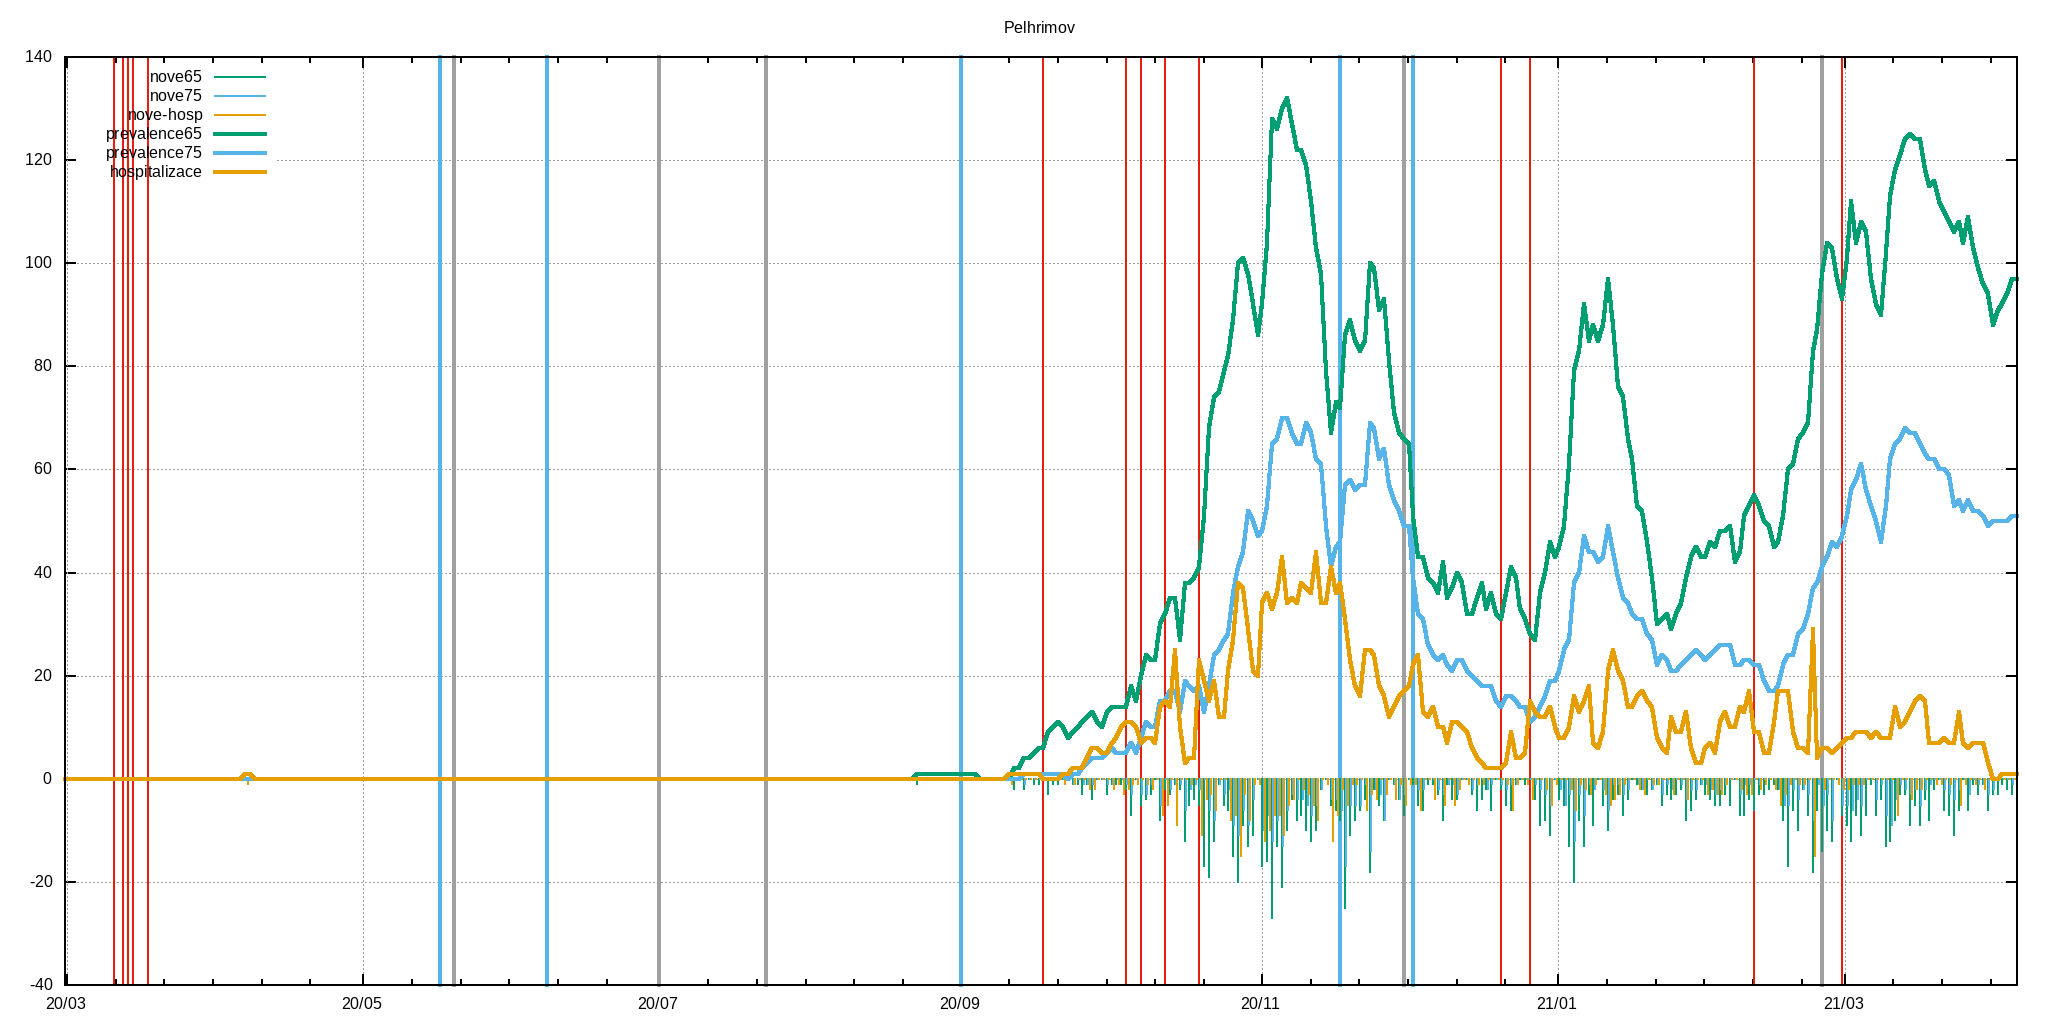 Pelhrimov
140
120
100
80
60
40
20
0
-20
-40
nove65
nove75
nove-hosp
prevalence65
prevalence75
hospitalizace
20/03 20/05 20/07 20/09 20/11 21/01 21/03